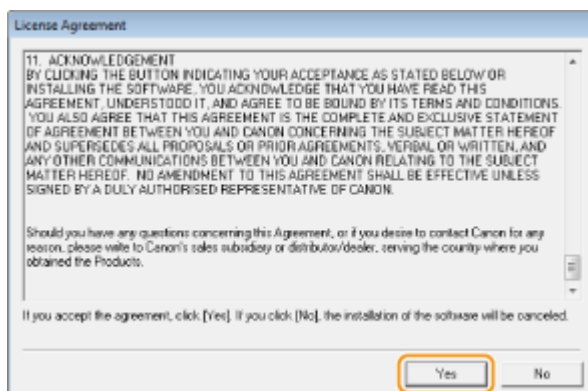 License Agreement
11. ACKNOWLEDGEMENT
BY CLICKING THE BUTTON INDICATING YOUR ACCEPTANCE AS STATED BELOW OR
INSTALLING THE SOFTWARE, YOU ACKNOWLEDGE THAT YOU HAVE READ THIS
AGREEMENT, UNDERSTOOD IT, AND AGREE TO BE BOUND BY ITS TERMS AND CONDITIONS.
YOU ALSO AGREE THAT THIS AGREEMENT IS THE COMPLETE AND EXCLUSIVE STATEMENT
OF AGREEMENT BETWEEN YOU AND CANON CONCERNING THE SUBJECT MATTER HEREOF
AND SUPERSEDES ALL PROPOSALS OR PRIOR AGREEMENTS, VERBAL OR WRITTEN, AND
ANY OTHER COMMUNICATIONS BETWEEN YOU AND CANON RELATING TO THE SUBJECT
MATTER HEREOF. NO AMENDMENT TO THIS AGREEMENT SHALL BE EFFECTIVE UNLESS
SIGNED BY A DULY AUTHORISED REPRESENTATIVE OF CANON.
Should you have any questions concerning this Agreement, or if you desire to contact Canon for any
reason, please write to Canon's sales subsidiary or distributor/dealer, serving the country where you
obtained the Products.
If you accept the agreement, click [Yes]. If you click [No], the installation of the software will be canceled.
Yes
No